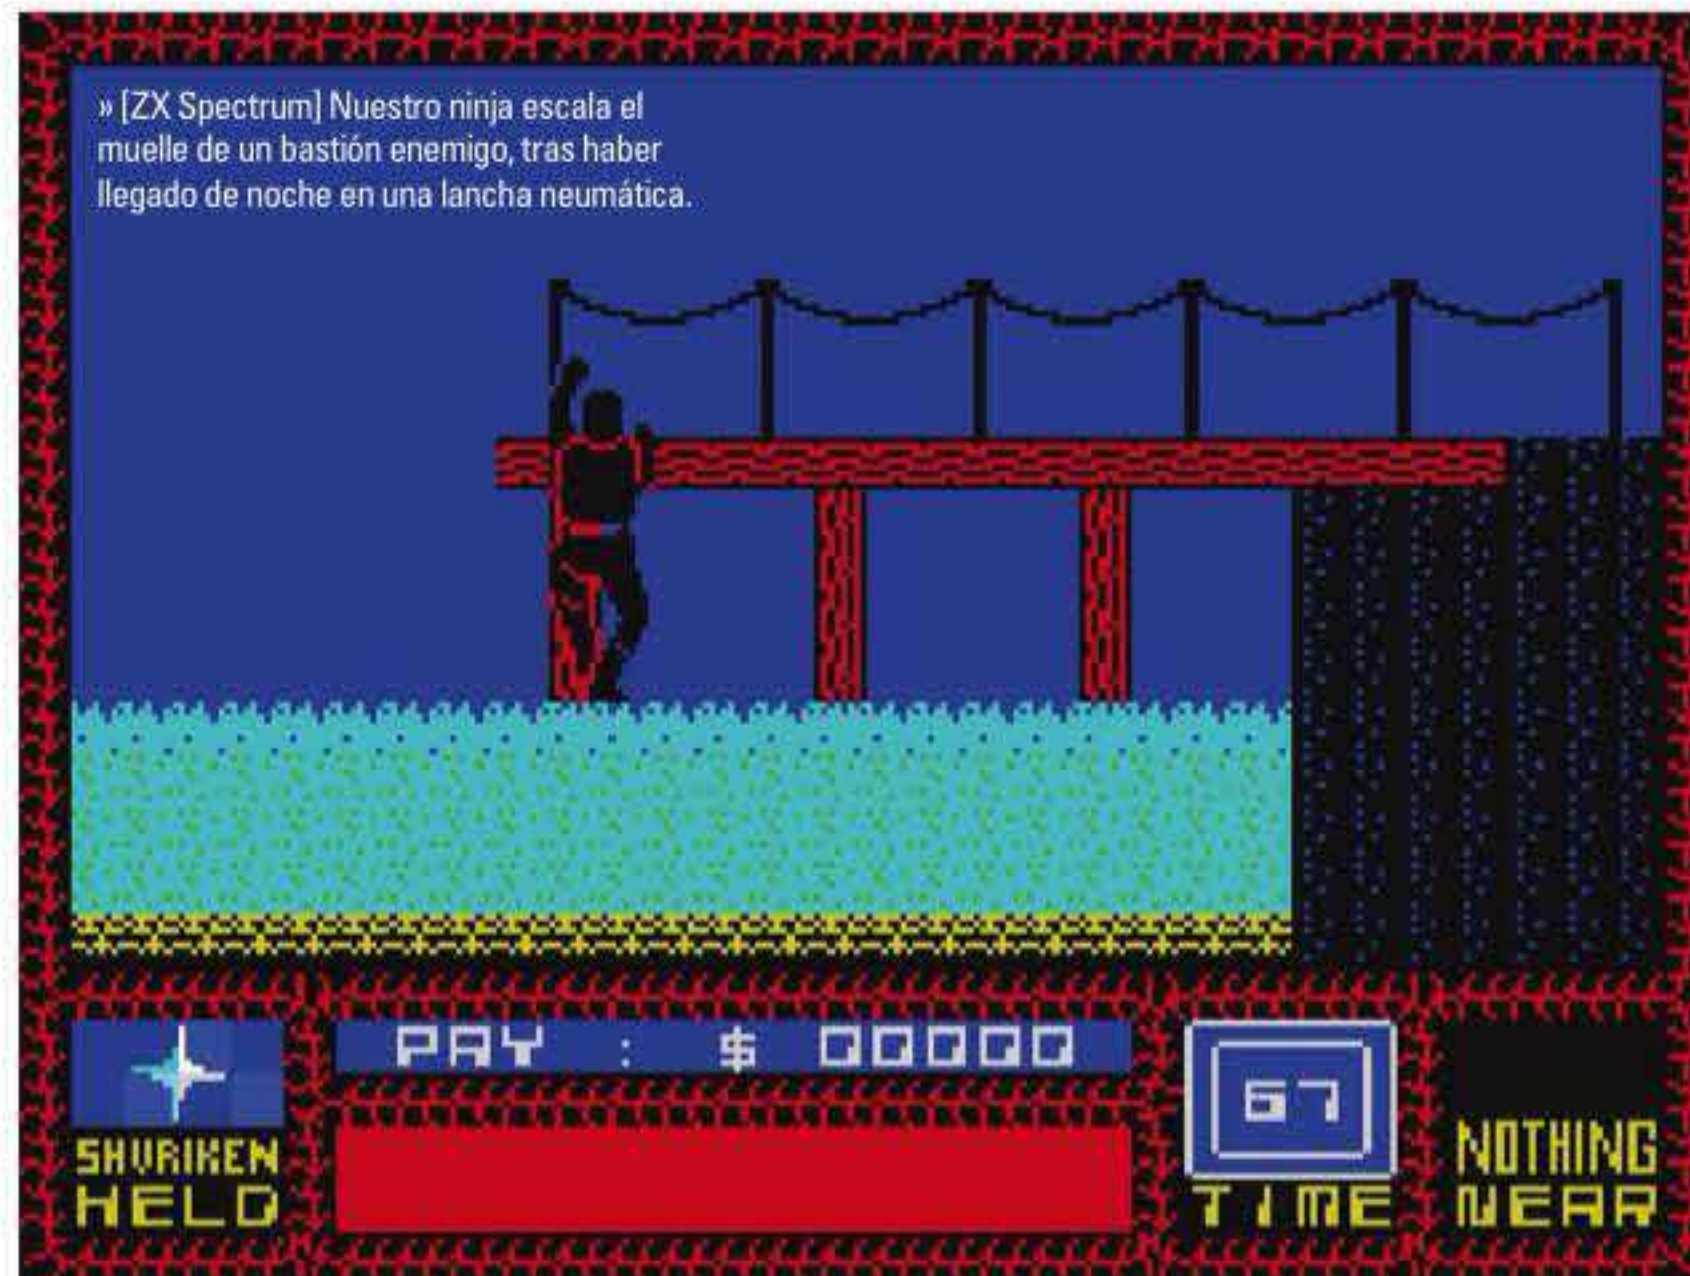 » [ZX Spectrum] Nuestro ninja escala el
muelle de un bastión enemigo, tras haber
llegado de noche en una lancha neumática.
PAY : $ 00000
67
SHURIKEN
HELD
TIME
NOTHING
NEAR